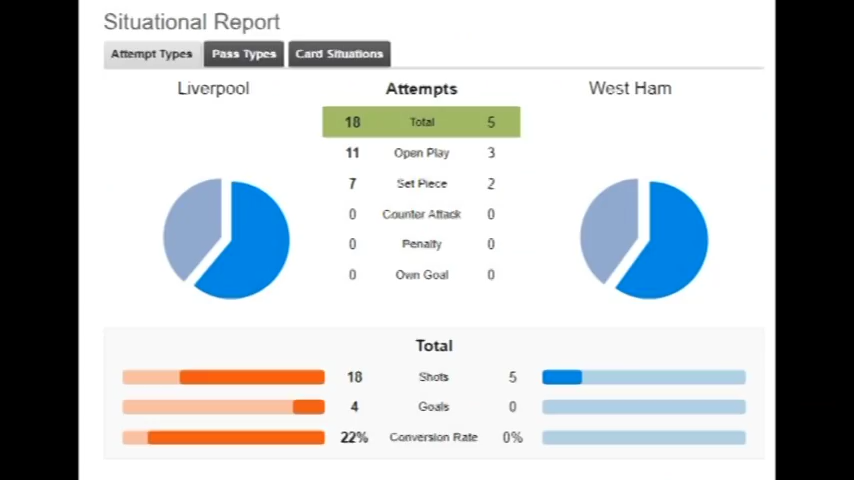 Situational Report
Attempt Types Pass Types Card Situations
Liverpool Attempts West Ham
18 Total 5
11 Open Play 3
7 Set Piece 2
0 Counter Attack 0
0 Penalty 0
0 Own Goal 0
Total
18 Shots 5
4 Goals 0
22% Conversion Rate 0%